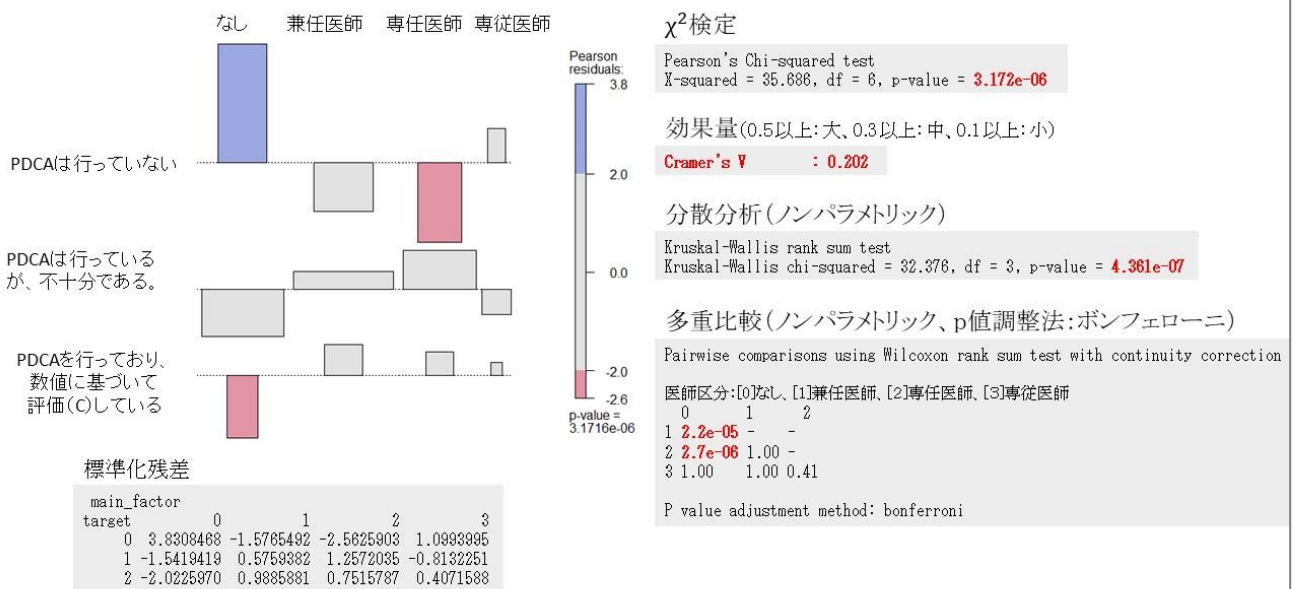 なし 兼任医師 専任医師 専従医師
PDCAは行っていない
PDCAは行っている
が、不十分である。
PDCAを行っており、
数値に基づいて
評価(C)している
Pearson
residuals:
3.8
2.0
0.0
-2.0
-2.6
p-value =
3.1716e-06
標準化残差
main_factor
target 0 1 2 3
0 3.8308468 -1.5765492 -2.5625903 1.0993995
1 -1.5419419 0.5759382 1.2572035 -0.8132251
2 -2.0225970 0.9885881 0.7515787 0.4071588
χ²検定
Pearson's Chi-squared test
X-squared = 35.686, df = 6, p-value = 3.172e-06
効果量(0.5以上:大、0.3以上:中、0.1以上:小)
Cramer's V : 0.202
分散分析(ノンパラメトリック)
Kruskal-Wallis rank sum test
Kruskal-Wallis chi-squared = 32.376, df = 3, p-value = 4.361e-07
多重比較(ノンパラメトリック、p値調整法:ボンフェローニ)
Pairwise comparisons using Wilcoxon rank sum test with continuity correction
医師区分:[0]なし、[1]兼任医師、[2]専任医師、[3]専従医師
0 1 2
1 2.2e-05 - -
2 2.7e-06 1.00 -
3 1.00 1.00 0.41
P value adjustment method: bonferroni